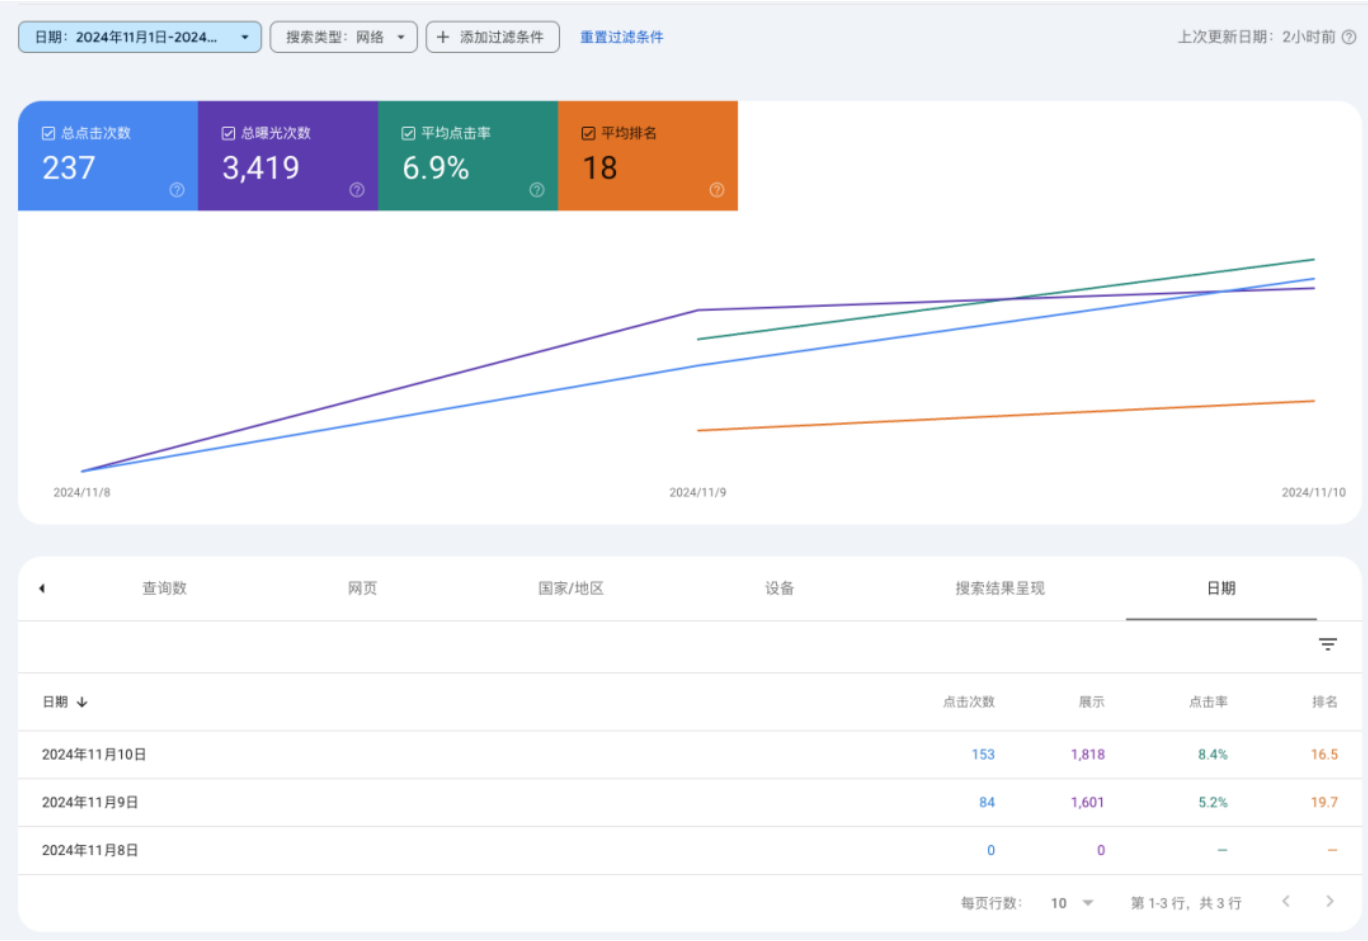 日期：2024年11月1日-2024... 搜索类型：网络 + 添加过滤条件 重置过滤条件 上次更新日期：2小时前
总点击次数 总曝光次数 平均点击率 平均排名
237 3,419 6.9% 18
2024/11/8 2024/11/9 2024/11/10
查询数 网页 国家/地区 设备 搜索结果呈现 日期
日期 点击次数 展示 点击率 排名
2024年11月10日 153 1,818 8.4% 16.5
2024年11月9日 84 1,601 5.2% 19.7
2024年11月8日 0 0 – –
每页行数： 10 第 1-3 行，共 3 行